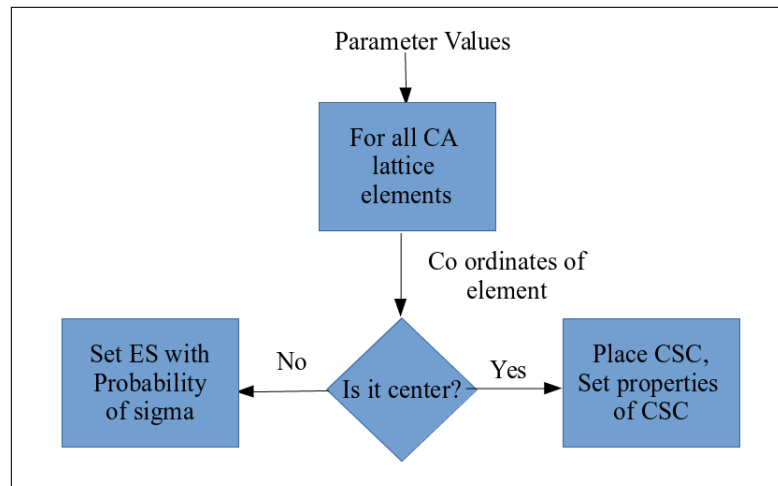 Parameter Values
For all CA
lattice
elements
Co ordinates of
element
Set ES with
Probability
of sigma
No
Is it center?
Yes
Place CSC,
Set properties
of CSC